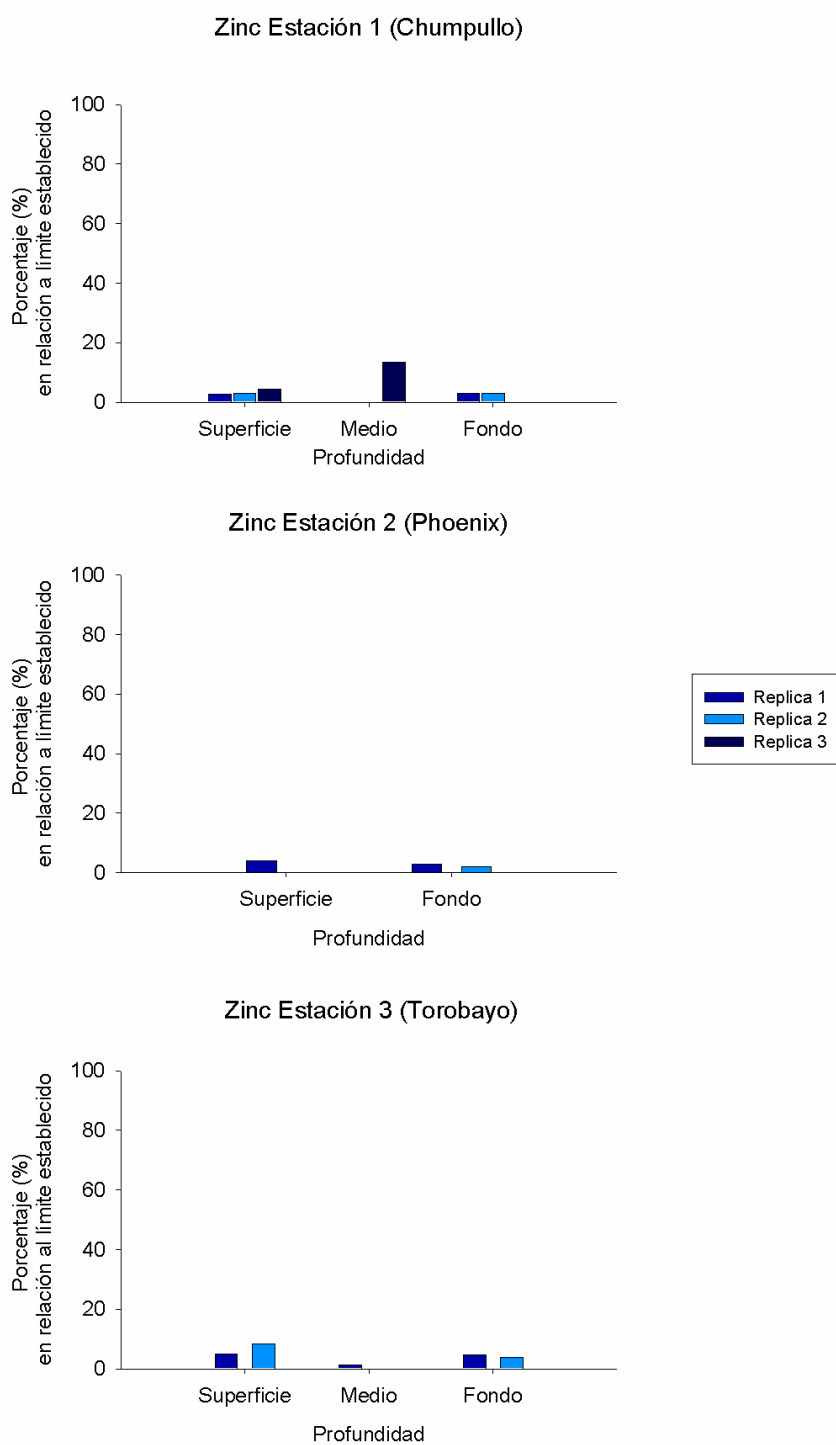 Zinc Estación 1 (Chumpullo)
Porcentaje (%)
en relación a límite establecido
100
80
60
40
20
0
Superficie Medio Fondo
Profundidad
Zinc Estación 2 (Phoenix)
Porcentaje (%)
en relación a límite establecido
100
80
60
40
20
0
Superficie Fondo
Profundidad
Replica 1
Replica 2
Replica 3
Zinc Estación 3 (Torobayo)
Porcentaje (%)
en relación al límite establecido
100
80
60
40
20
0
Superficie Medio Fondo
Profundidad